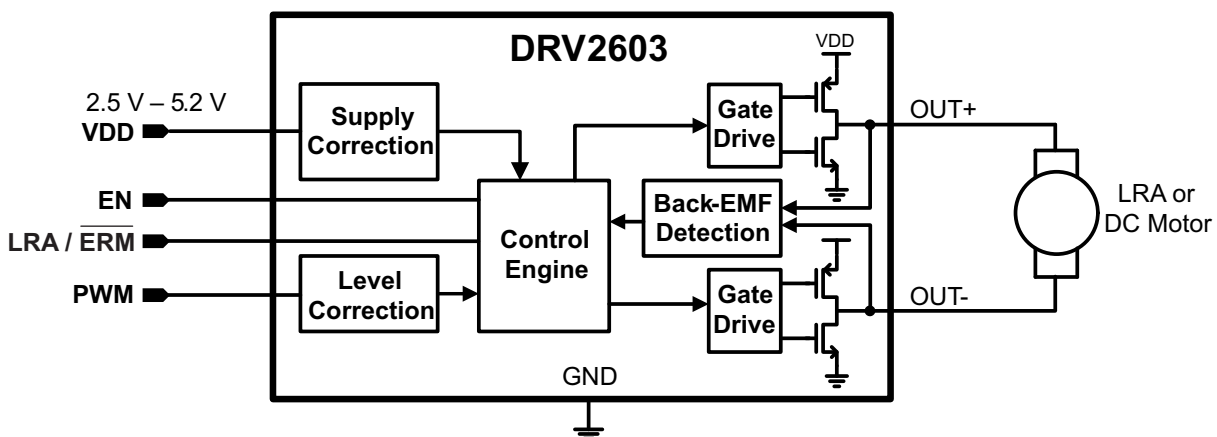 DRV2603
VDD
2.5 V – 5.2 V
VDD
Supply
Correction
Gate
Drive
OUT+
EN
LRA / ERM
Back-EMF
Detection
LRA or
DC Motor
Control
Engine
PWM
Level
Correction
Gate
Drive
OUT-
GND